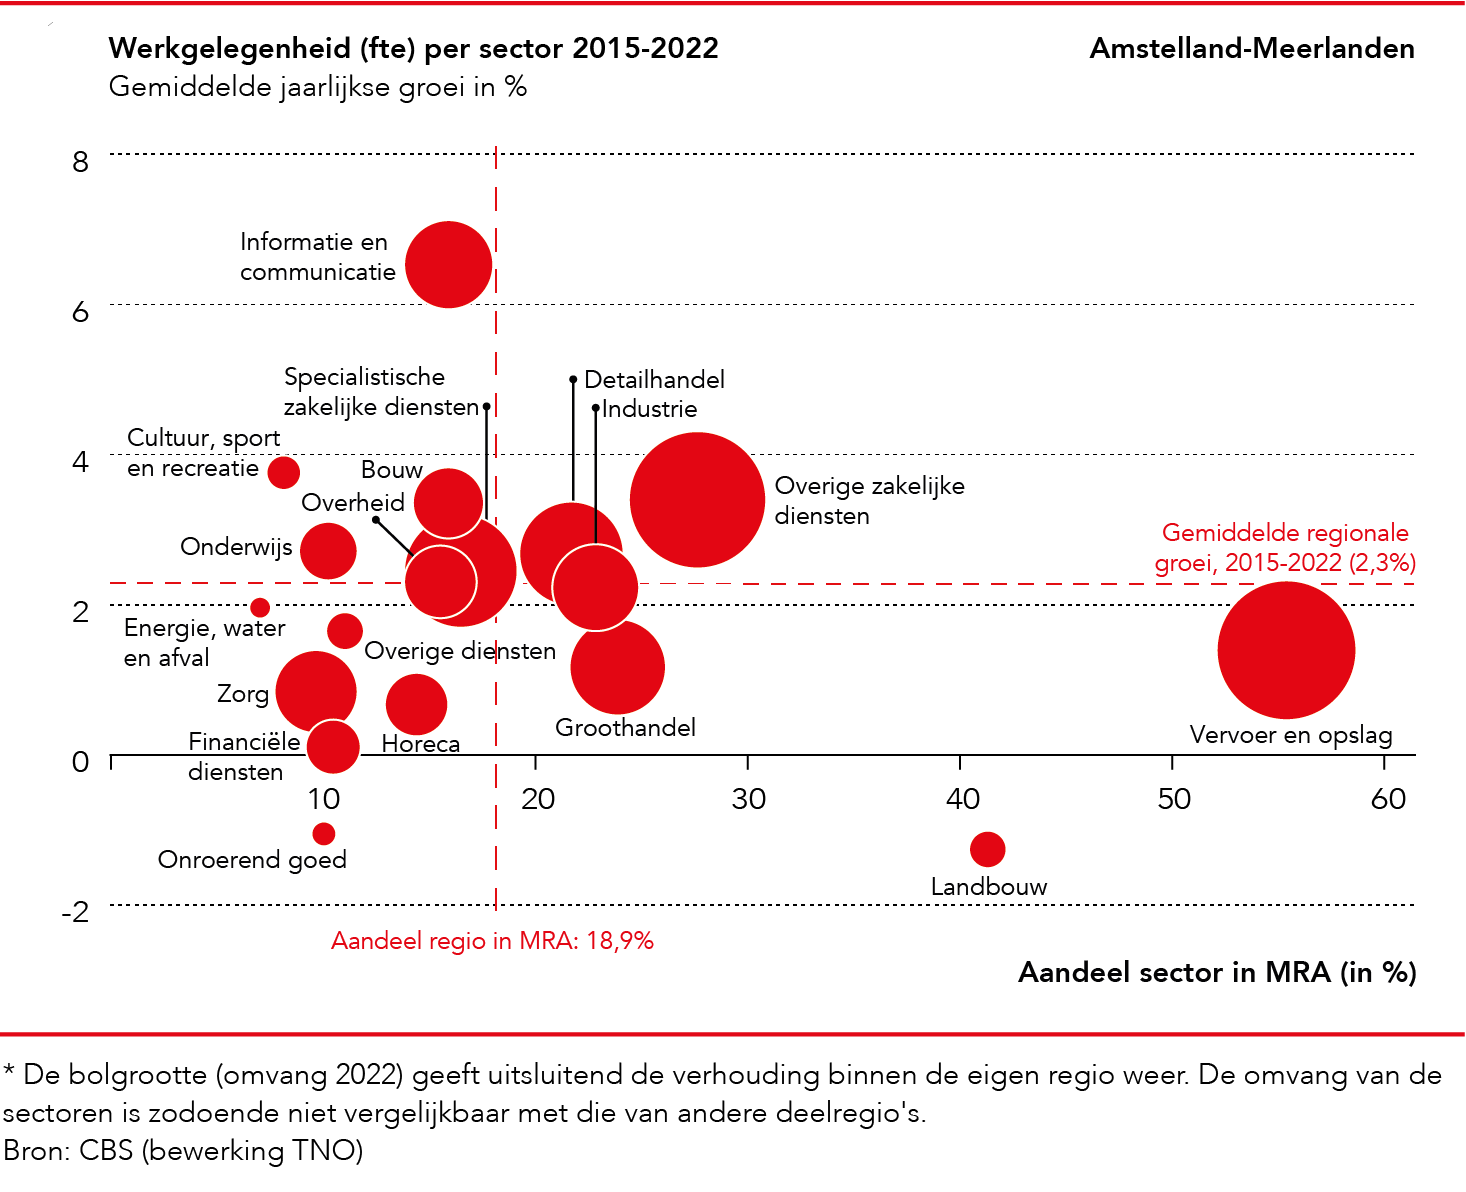 Werkgelegenheid (fte) per sector 2015-2022
Amstelland-Meerlanden
Gemiddelde jaarlijkse groei in %
8
Informatie en
communicatie
6
Specialistische
zakelijke diensten
Detailhandel
Industrie
Cultuur, sport
en recreatie
4
Bouw
Overheid
Overige zakelijke
diensten
Onderwijs
Gemiddelde regionale
groei, 2015-2022 (2,3%)
2
Energie, water
en afval
Overige diensten
Zorg
Groothandel
Vervoer en opslag
Financiële
diensten
Horeca
0
10
20
30
40
50
60
Onroerend goed
Landbouw
-2
Aandeel regio in MRA: 18,9%
Aandeel sector in MRA (in %)
* De bolgrootte (omvang 2022) geeft uitsluitend de verhouding binnen de eigen regio weer. De omvang van de
sectoren is zodoende niet vergelijkbaar met die van andere deelregio's.
Bron: CBS (bewerking TNO)